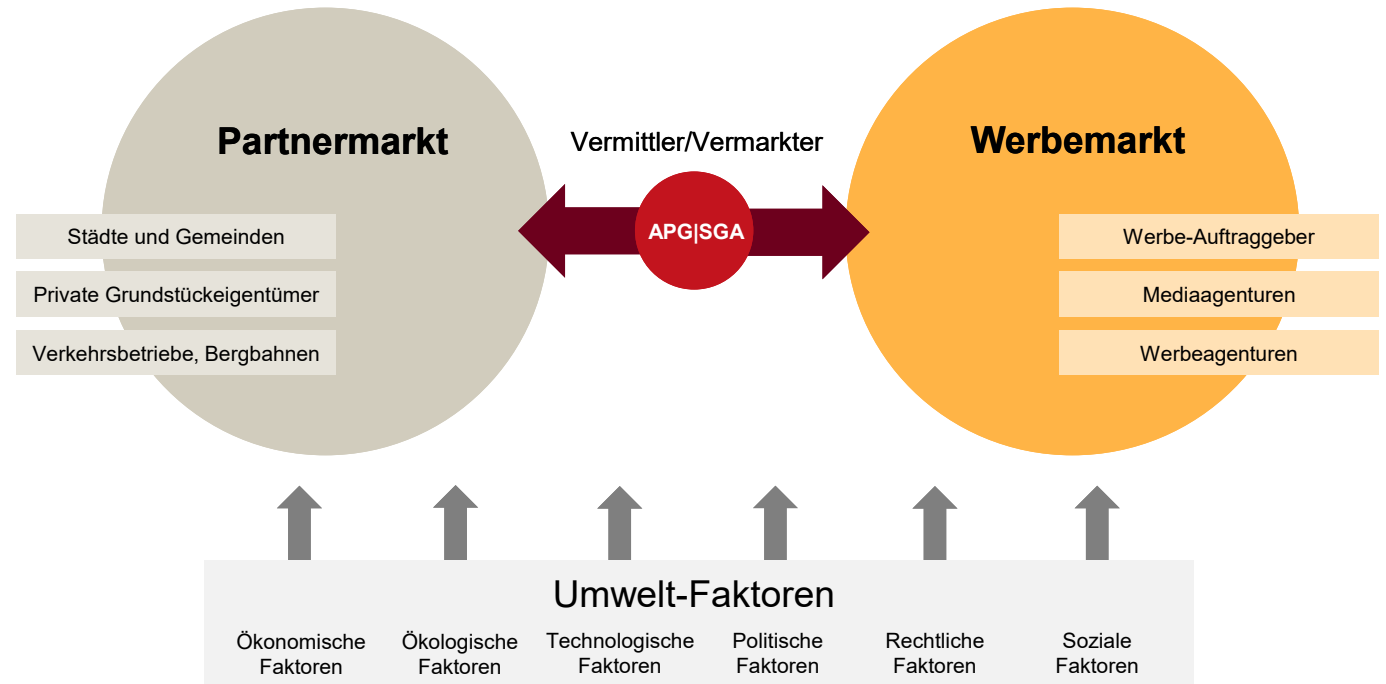 Partnermarkt
Städte und Gemeinden
Private Grundstückeigentümer
Verkehrsbetriebe, Bergbahnen
Vermittler/Vermarkter
APG|SGA
Werbemarkt
Werbe-Auftraggeber
Mediaagenturen
Werbeagenturen
Umwelt-Faktoren
Ökonomische
Faktoren
Ökologische
Faktoren
Technologische
Faktoren
Politische
Faktoren
Rechtliche
Faktoren
Soziale
Faktoren